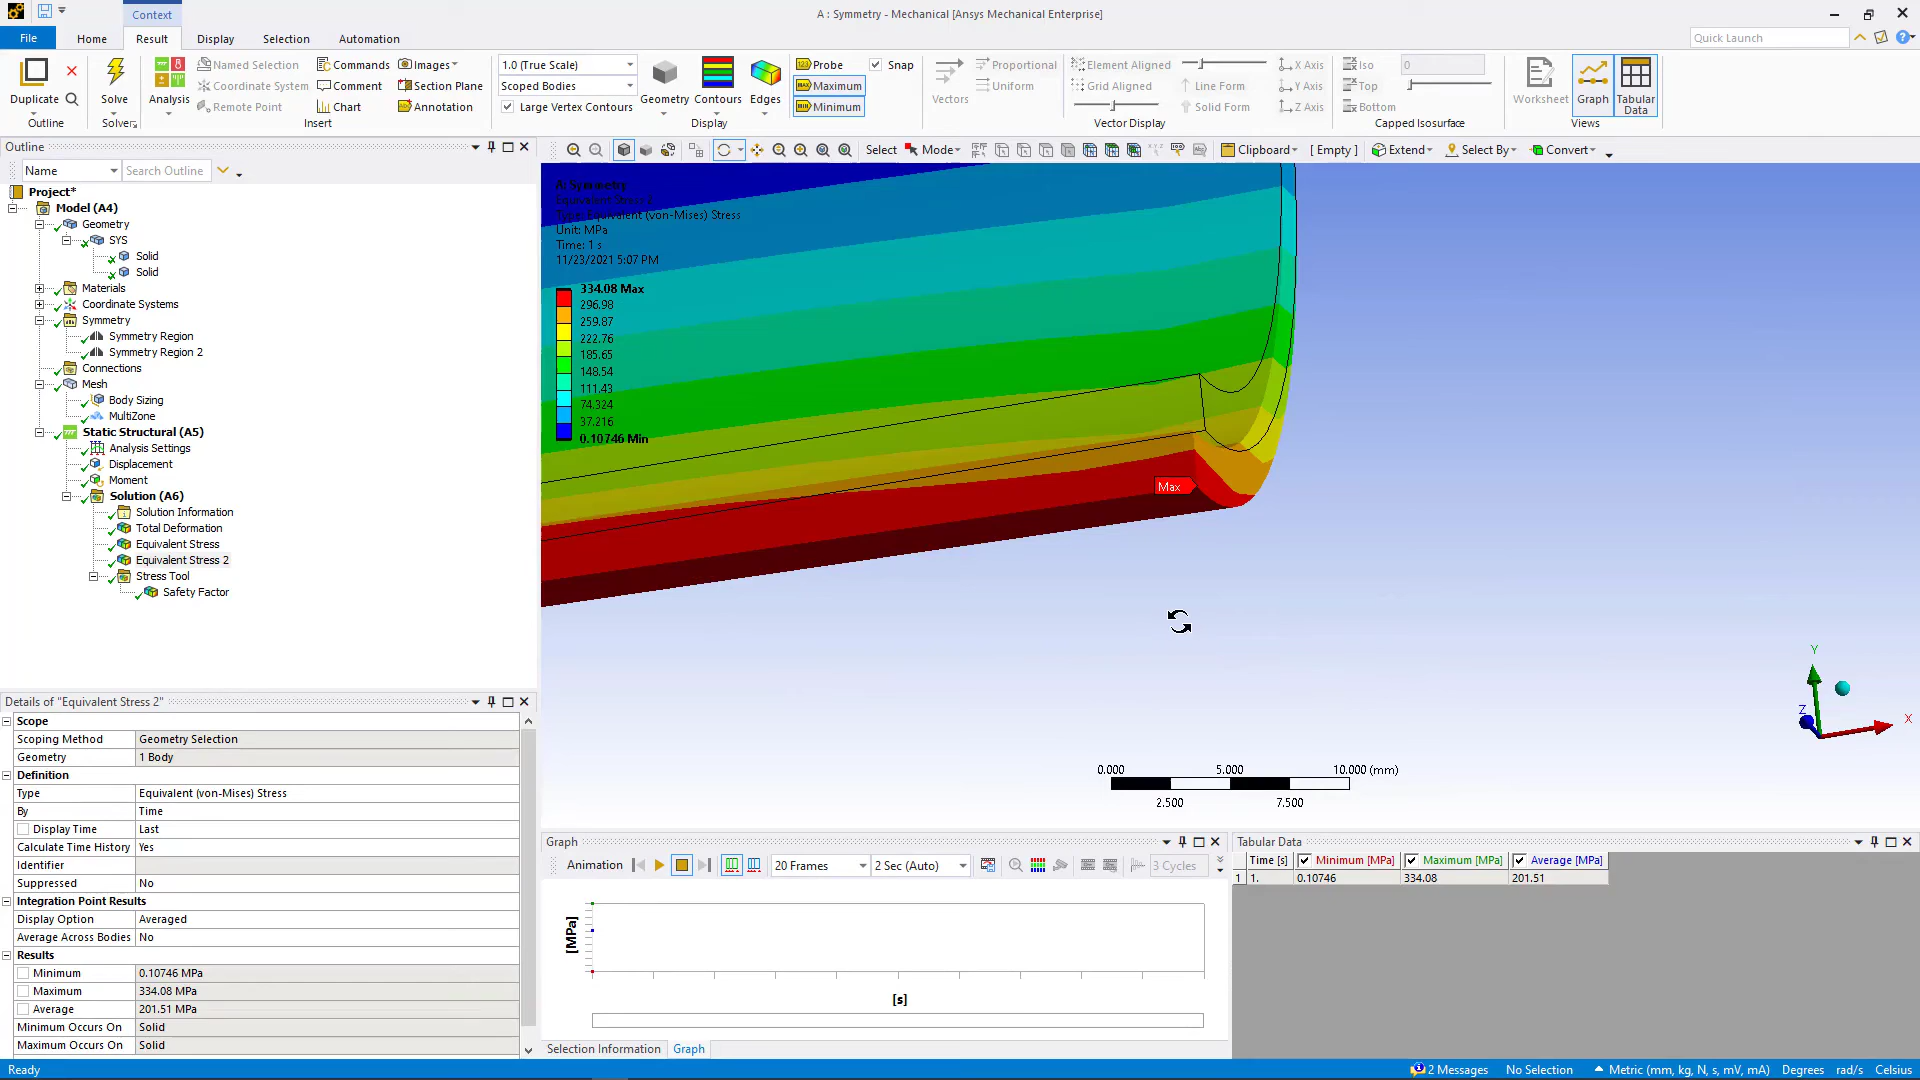 Context
A : Symmetry - Mechanical [Ansys Mechanical Enterprise]
File
Home
Result
Display
Selection
Automation
Quick Launch
Duplicate
Outline
Solve
Solver
Analysis
Named Selection
Coordinate System
Remote Point
Commands
Comment
Chart
Images
Section Plane
Annotation
Insert
1.0 (True Scale)
Scoped Bodies
Large Vertex Contours
Geometry
Contours
Edges
Display
Probe
Maximum
Minimum
Snap
Vectors
Proportional
Uniform
Element Aligned
Grid Aligned
Line Form
Solid Form
X Axis
Y Axis
Z Axis
Vector Display
Iso
Top
Bottom
0
Capped Isosurface
Worksheet
Graph
Tabular
Data
Views
Outline
Name
Search Outline
Select
Mode
Clipboard
[ Empty ]
Extend
Select By
Convert
Project*
Model (A4)
Geometry
SYS
Solid
Solid
Materials
Coordinate Systems
Symmetry
Symmetry Region
Symmetry Region 2
Connections
Mesh
Body Sizing
MultiZone
Static Structural (A5)
Analysis Settings
Displacement
Moment
Solution (A6)
Solution Information
Total Deformation
Equivalent Stress
Equivalent Stress 2
Stress Tool
Safety Factor
A: Symmetry
Equivalent Stress 2
Type: Equivalent (von-Mises) Stress
Unit: MPa
Time: 1 s
11/23/2021 5:07 PM
334.08 Max
296.98
259.87
222.76
185.65
148.54
111.43
74.324
37.216
0.10746 Min
Max
Y
Z
X
0.000
5.000
10.000 (mm)
2.500
7.500
Details of "Equivalent Stress 2"
Scope
Scoping Method Geometry Selection
Geometry 1 Body
Definition
Type Equivalent (von-Mises) Stress
By Time
Display Time Last
Calculate Time History Yes
Identifier
Suppressed No
Integration Point Results
Display Option Averaged
Average Across Bodies No
Results
Minimum 0.10746 MPa
Maximum 334.08 MPa
Average 201.51 MPa
Minimum Occurs On Solid
Maximum Occurs On Solid
Graph
Animation
20 Frames
2 Sec (Auto)
3 Cycles
[MPa]
[s]
Selection Information
Graph
Tabular Data
Time [s] Minimum [MPa] Maximum [MPa] Average [MPa]
1 1. 0.10746 334.08 201.51
Ready
2 Messages
No Selection
Metric (mm, kg, N, s, mV, mA)
Degrees
rad/s
Celsius